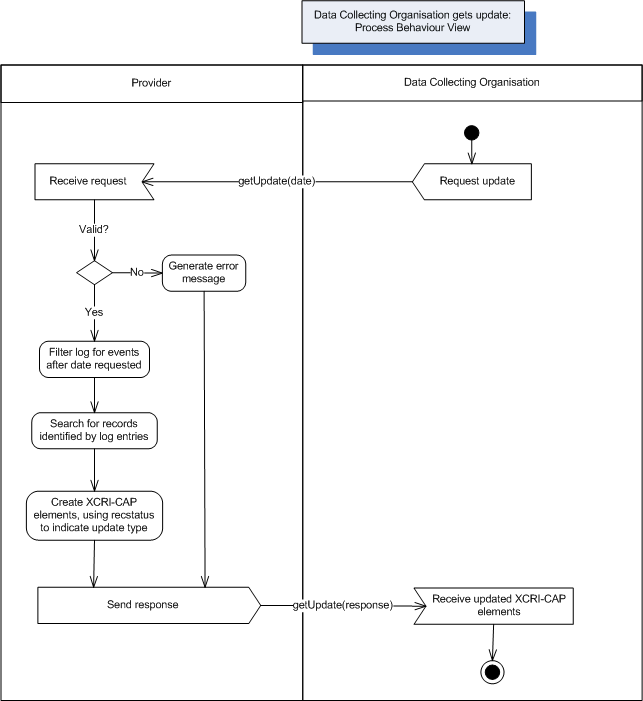 Data Collecting Organisation gets update:
Process Behaviour View
Provider
Data Collecting Organisation
Receive request
getUpdate(date)
Request update
Valid?
No
Generate error
message
Yes
Filter log for events
after date requested
Search for records
identified by log entries
Create XCRI-CAP
elements, using recstatus
to indicate update type
Send response
getUpdate(response)
Receive updated XCRI-CAP
elements